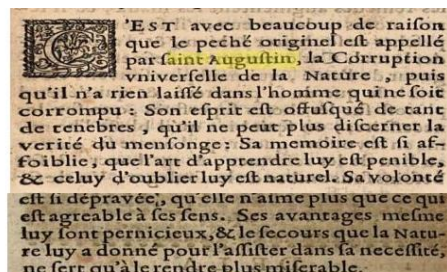 C'EST avec beaucoup de raison
que le peché originel est appellé
par saint Augustin, la Corruption
vniverselle de la Nature, puis
qu'il n'a rien laissé dans l'homme qui ne soit
corrompu : Son esprit est offusqué de tant
de tenebres, qu'il ne peut plus discerner la
verité du mensonge : Sa memoire est si af-
foiblie, que l'art d'apprendre luy est penible,
& celuy d'oublier luy est naturel. Sa volonté
est si dépravée, qu'elle n'aime plus que ce qui
est agreable à ses sens. Ses avantages mesme
luy sont pernicieux, & le secours que la Natu-
re luy a donné pour l'assister dans sa necessité
ne sert qu'à le rendre plus miserable.